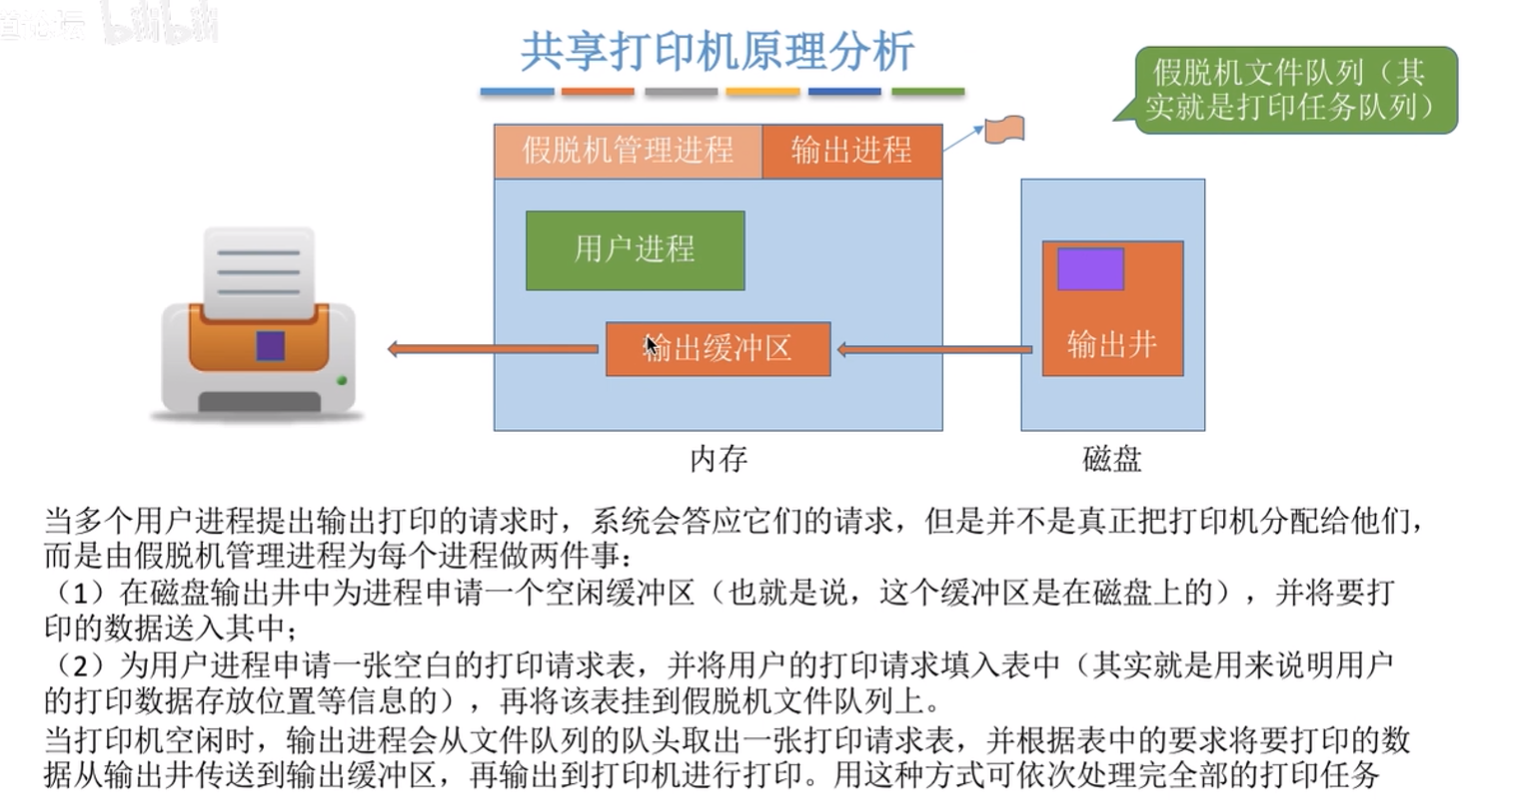 bilibili
共享打印机原理分析
假脱机文件队列（其
实就是打印任务队列）
假脱机管理进程
输出进程
用户进程
输出缓冲区
输出井
内存
磁盘
当多个用户进程提出输出打印的请求时，系统会答应它们的请求，但是并不是真正把打印机分配给他们，
而是由假脱机管理进程为每个进程做两件事：
（1）在磁盘输出井中为进程申请一个空闲缓冲区（也就是说，这个缓冲区是在磁盘上的），并将要打
印的数据送入其中；
（2）为用户进程申请一张空白的打印请求表，并将用户的打印请求填入表中（其实就是用来说明用户
的打印数据存放位置等信息的），再将该表挂到假脱机文件队列上。
当打印机空闲时，输出进程会从文件队列的队头取出一张打印请求表，并根据表中的要求将要打印的数
据从输出井传送到输出缓冲区，再输出到打印机进行打印。用这种方式可依次处理完全部的打印任务